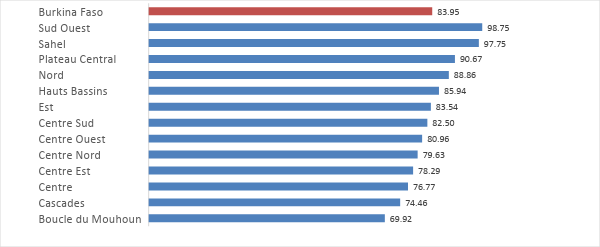 Burkina Faso 83.95
Sud Ouest 98.75
Sahel 97.75
Plateau Central 90.67
Nord 88.86
Hauts Bassins 85.94
Est 83.54
Centre Sud 82.50
Centre Ouest 80.96
Centre Nord 79.63
Centre Est 78.29
Centre 76.77
Cascades 74.46
Boucle du Mouhoun 69.92